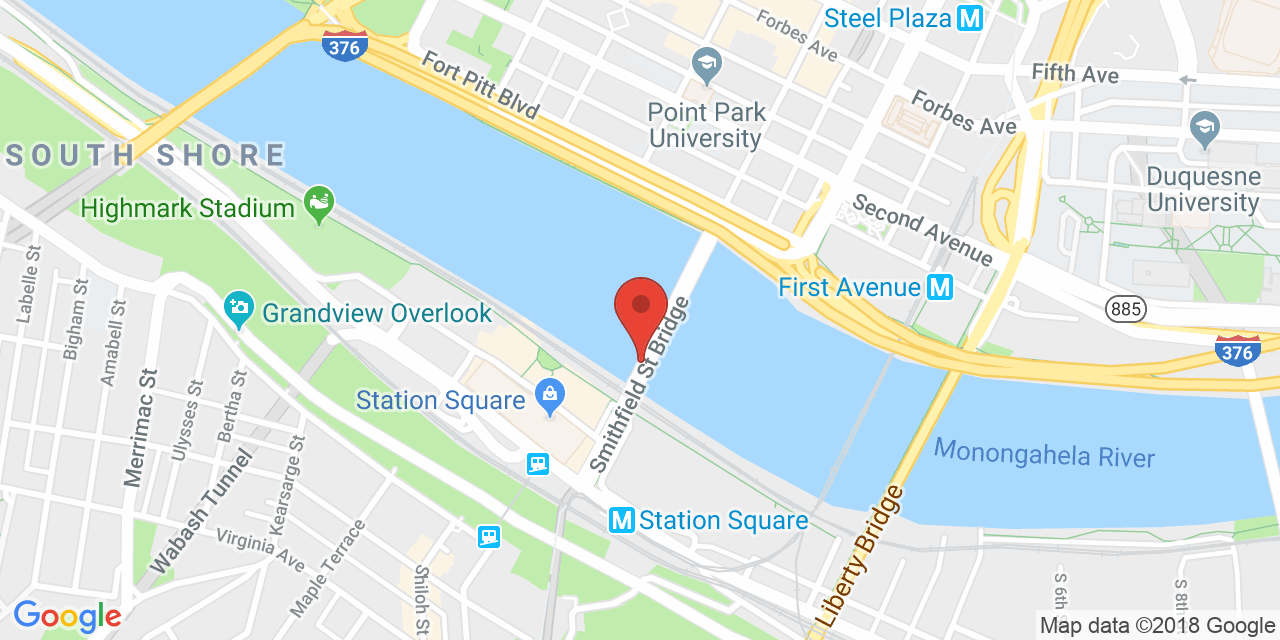 Steel Plaza M
Forbes Ave
376
Fort Pitt Blvd
Fifth Ave
Forbes Ave
Point Park
University
SOUTH SHORE
Duquesne
University
Highmark Stadium
Second Avenue
Labelle St
Bigham St
Amabell St
First Avenue M
Grandview Overlook
885
376
Smithfield St Bridge
Merrimac St
Ulysses St
Bertha St
Station Square
Kearsarge St
Wabash Tunnel
Monongahela River
M Station Square
Virginia Ave
Maple Terrace
Shiloh St
Liberty Bridge
S 6th
S 8th
Google
Map data ©2018 Google